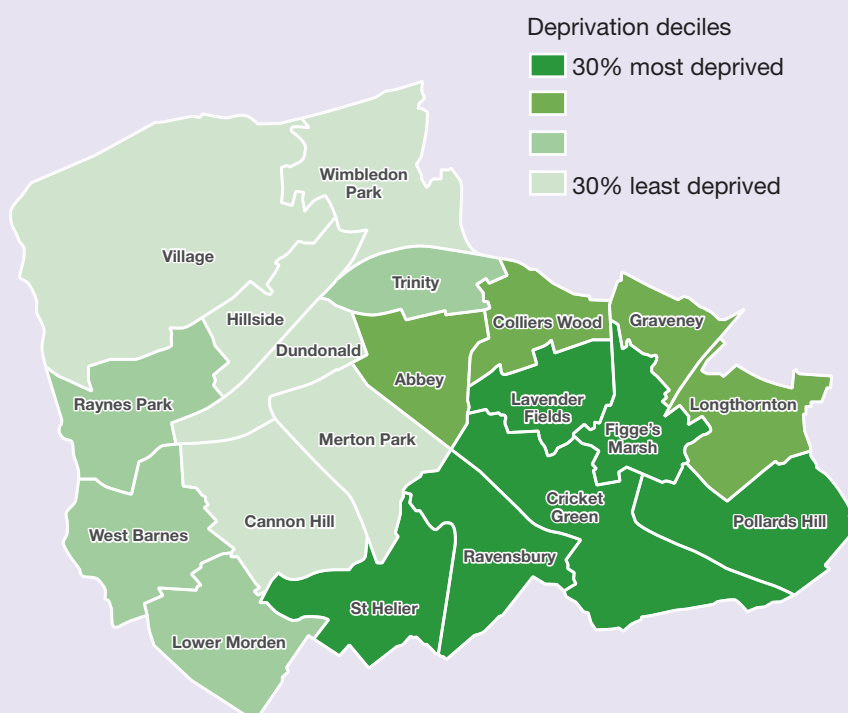 Deprivation deciles
30% most deprived
30% least deprived
Wimbledon
Park
Village
Trinity
Hillside
Colliers Wood
Graveney
Dundonald
Abbey
Raynes Park
Lavender
Fields
Longthornton
Figge's
Marsh
Merton Park
Cricket
Green
Cannon Hill
Pollards Hill
West Barnes
Ravensbury
St Helier
Lower Morden